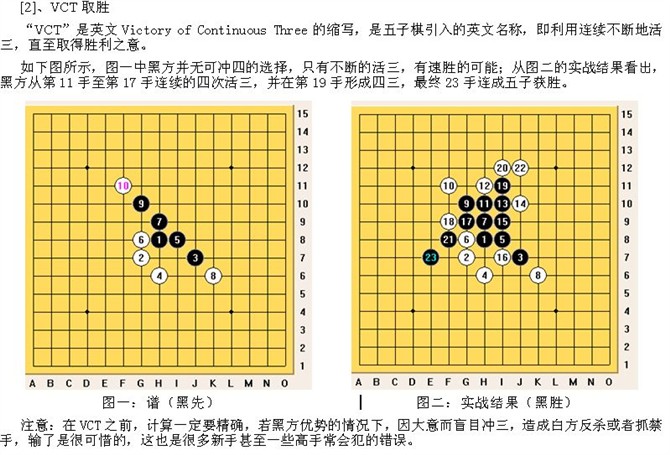 [2]、VCT 取胜
“VCT”是英文 Victory of Continuous Three 的缩写，是五子棋引入的英文名称，即利用连续不断地活
三，直至取得胜利之意。
如下图所示，图一中黑方并无可冲四的选择，只有不断的活三，有速胜的可能；从图二的实战结果看出，
黑方从第 11 手至第 17 手连续的四次活三，并在第 19 手形成四三，最终 23 手连成五子获胜。
15
14
13
12
10 11
9 10
7 9
6 1 5 8
2 3 7
4 8 6
5
4
3
2
1
A B C D E F G H I J K L M N O
图一：谱（黑先）
15
14
13
20 22 12
10 12 19 11
9 11 13 14 10
18 17 7 15 9
21 6 1 5 8
23 2 16 3 7
4 8 6
5
4
3
2
1
A B C D E F G H I J K L M N O
图二：实战结果（黑胜）
注意：在 VCT 之前，计算一定要精确，若黑方优势的情况下，因大意而盲目冲三，造成白方反杀或者抓禁
手，输了是很可惜的，这也是很多新手甚至一些高手常会犯的错误。